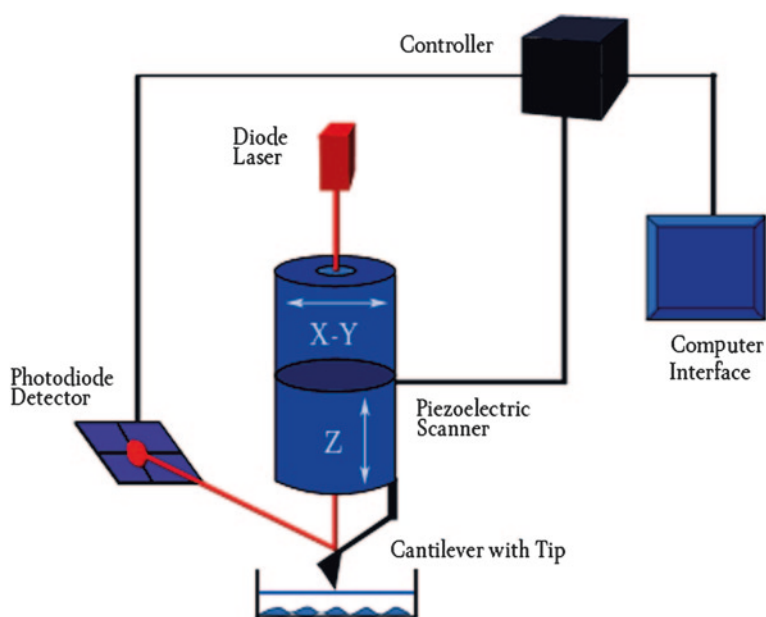 Controller
Diode
Laser
X-Y
Computer
Interface
Photodiode
Detector
Piezoelectric
Scanner
Z
Cantilever with Tip